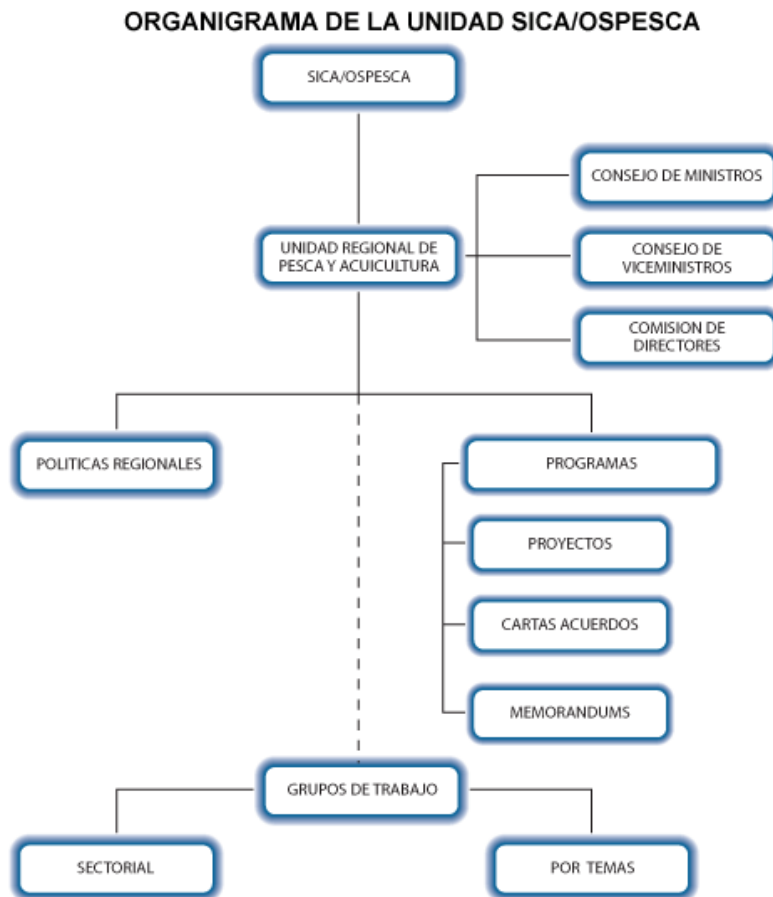 ORGANIGRAMA DE LA UNIDAD SICA/OSPESCA
SICA/OSPESCA
CONSEJO DE MINISTROS
UNIDAD REGIONAL DE
PESCA Y ACUICULTURA
CONSEJO DE
VICEMINISTROS
COMISION DE
DIRECTORES
POLITICAS REGIONALES
PROGRAMAS
PROYECTOS
CARTAS ACUERDOS
MEMORANDUMS
GRUPOS DE TRABAJO
SECTORIAL
POR TEMAS